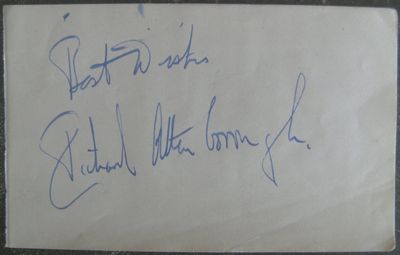 Best Wishes
Richard Attenborough.